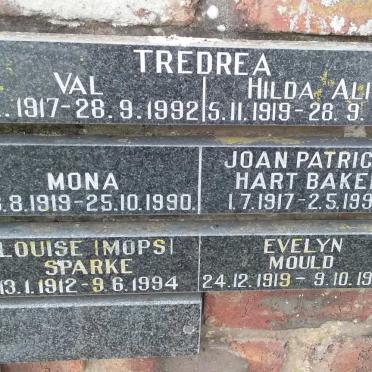 TREDREA
VAL
1917-28.9.1992
HILDA ALI
5.11.1919-28.9.
MONA
8.1919-25.10.1990.
JOAN PATRIC
HART BAKE
1.7.1917-2.5.199
LOUISE (MOPS)
SPARKE
13.1.1912-9.6.1994
EVELYN
MOULD
24.12.1919-9.10.19